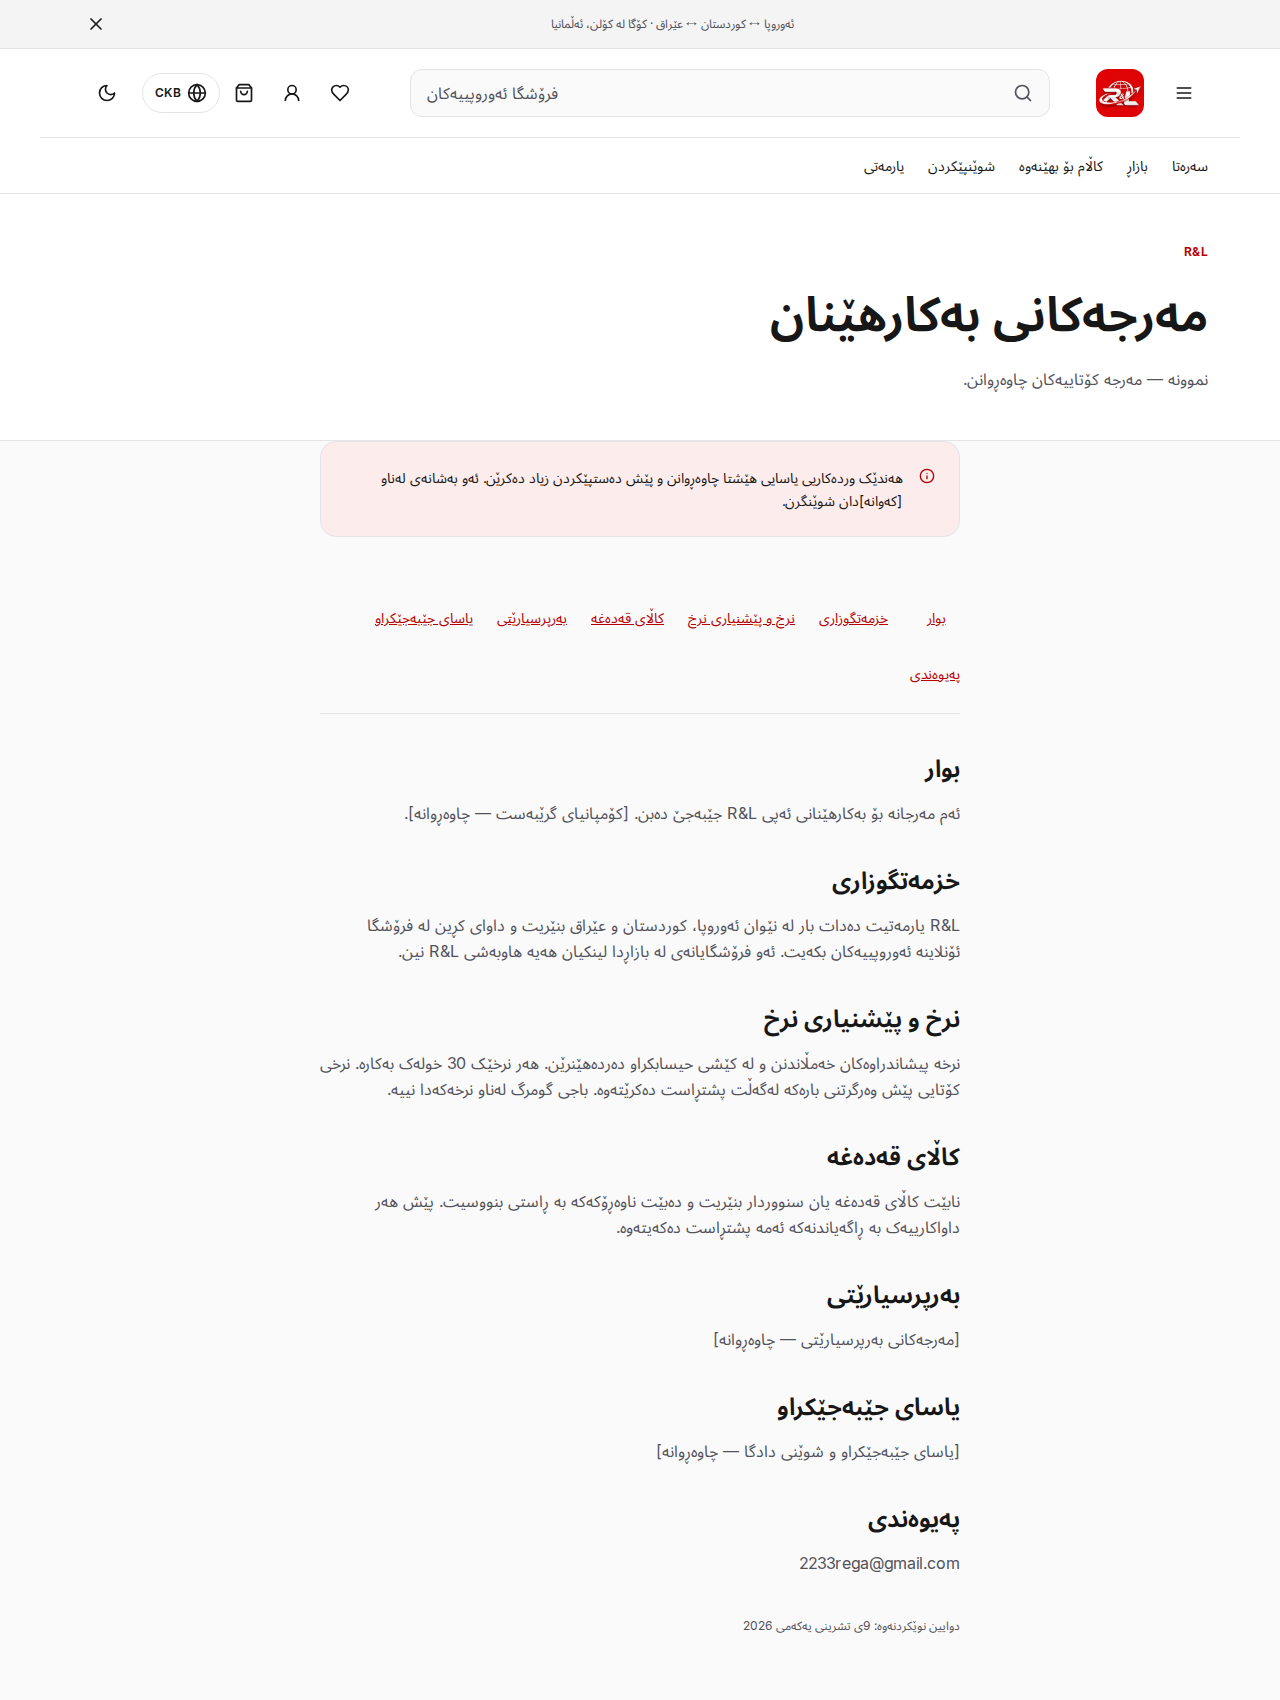 ئەوروپا ↔ کوردستان ↔ عێراق · کۆگا لە کۆلن، ئەڵمانیا
R&L
فرۆشگا ئەوروپییەکان
CKB
سەرەتا
بازاڕ
کاڵام بۆ بهێنەوە
شوێنپێکردن
یارمەتی
R&L
مەرجەکانی بەکارهێنان
نموونە — مەرجە کۆتاییەکان چاوەڕوانن.
هەندێک وردەکاریی یاسایی هێشتا چاوەڕوانن و پێش دەستپێکردن زیاد دەکرێن. ئەو بەشانەی لەناو
[کەوانە]دان شوێنگرن.
بوار
خزمەتگوزاری
نرخ و پێشنیاری نرخ
کاڵای قەدەغە
بەرپرسیارێتی
یاسای جێبەجێکراو
پەیوەندی
بوار
ئەم مەرجانە بۆ بەکارهێنانی ئەپی R&L جێبەجێ دەبن. [کۆمپانیای گرێبەست — چاوەڕوانە].
خزمەتگوزاری
R&L یارمەتیت دەدات بار لە نێوان ئەوروپا، کوردستان و عێراق بنێریت و داوای کڕین لە فرۆشگا
ئۆنلاینە ئەوروپییەکان بکەیت. ئەو فرۆشگایانەی لە بازاڕدا لینکیان هەیە هاوبەشی R&L نین.
نرخ و پێشنیاری نرخ
نرخە پیشاندراوەکان خەمڵاندنن و لە کێشی حیسابکراو دەردەهێنرێن. هەر نرخێک 30 خولەک بەکارە. نرخی
کۆتایی پێش وەرگرتنی بارەکە لەگەڵت پشتڕاست دەکرێتەوە. باجی گومرگ لەناو نرخەکەدا نییە.
کاڵای قەدەغە
نابێت کاڵای قەدەغە یان سنووردار بنێریت و دەبێت ناوەڕۆکەکە بە ڕاستی بنووسیت. پێش هەر
داواکارییەک بە ڕاگەیاندنەکە ئەمە پشتڕاست دەکەیتەوە.
بەرپرسیارێتی
[مەرجەکانی بەرپرسیارێتی — چاوەڕوانە]
یاسای جێبەجێکراو
[یاسای جێبەجێکراو و شوێنی دادگا — چاوەڕوانە]
پەیوەندی
2233rega@gmail.com
دوایین نوێکردنەوە: 9ی تشرینی یەکەمی 2026